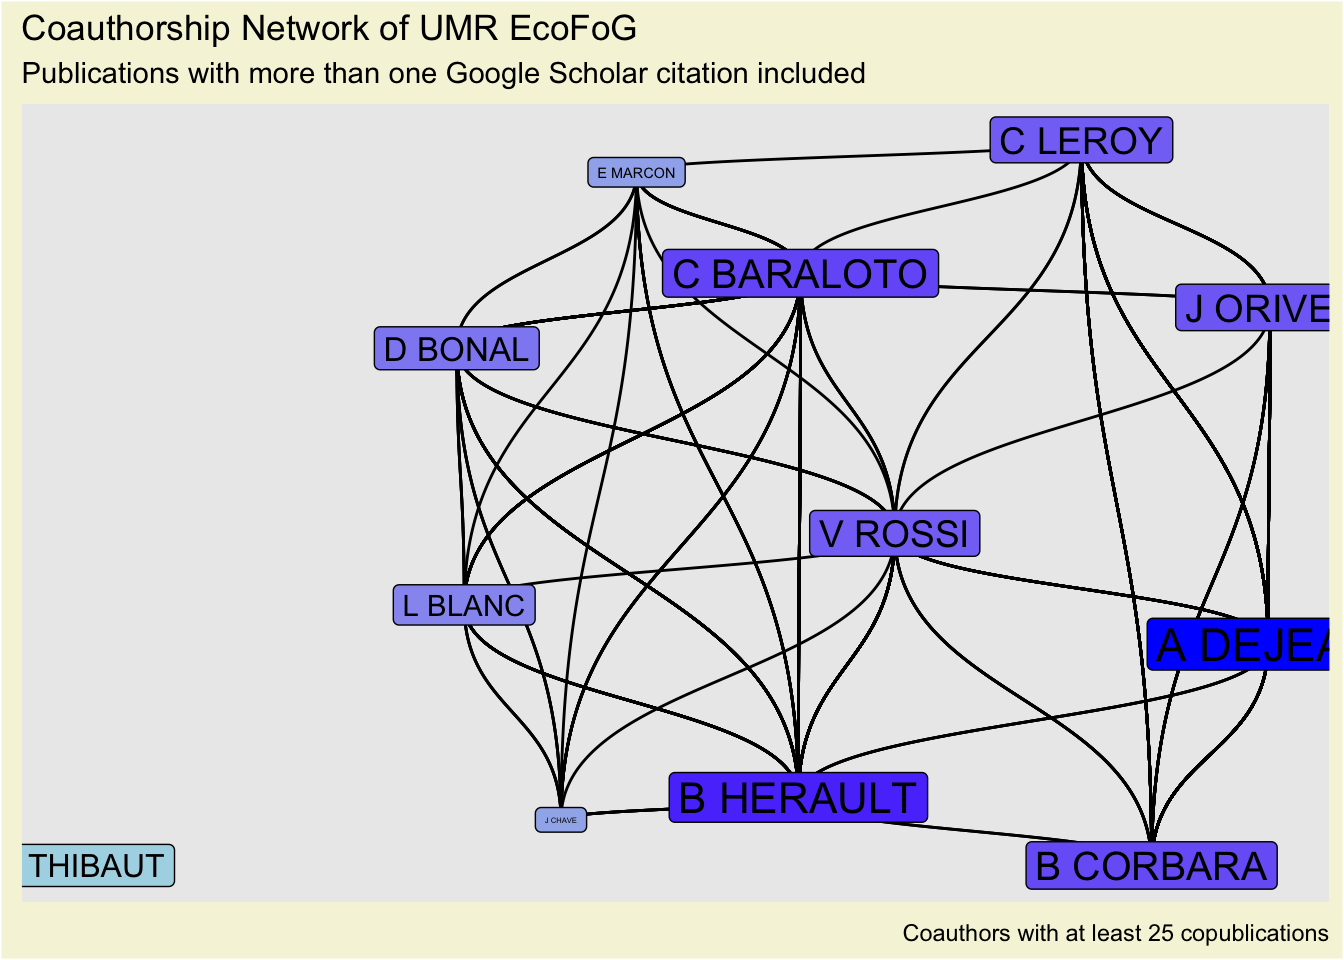 Coauthorship Network of UMR EcoFoG
Publications with more than one Google Scholar citation included
C LEROY
E MARCON
C BARALOTO
J ORIVE
D BONAL
V ROSSI
L BLANC
A DEJEA
B HERAULT
J CHAVE
THIBAUT
B CORBARA
Coauthors with at least 25 copublications